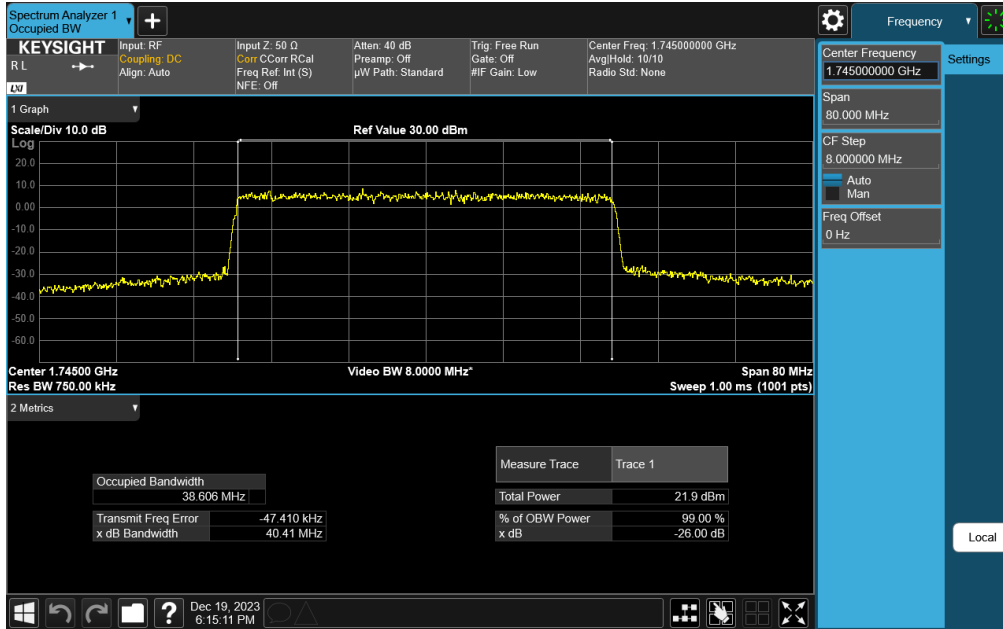 Spectrum Analyzer 1
Occupied BW
Frequency
KEYSIGHT
R L
LXI
Input: RF
Coupling: DC
Align: Auto
Input Z: 50 Ω
Corr CCorr RCal
Freq Ref: Int (S)
NFE: Off
Atten: 40 dB
Preamp: Off
µW Path: Standard
Trig: Free Run
Gate: Off
#IF Gain: Low
Center Freq: 1.745000000 GHz
Avg|Hold: 10/10
Radio Std: None
Center Frequency
1.745000000 GHz
Settings
Span
80.000 MHz
CF Step
8.000000 MHz
Auto
Man
Freq Offset
0 Hz
Local
1 Graph
Scale/Div 10.0 dB
Ref Value 30.00 dBm
Log
20.0
10.0
0.00
-10.0
-20.0
-30.0
-40.0
-50.0
-60.0
Center 1.74500 GHz
Video BW 8.0000 MHz*
Span 80 MHz
Res BW 750.00 kHz
Sweep 1.00 ms (1001 pts)
2 Metrics
Measure Trace Trace 1
Occupied Bandwidth
38.606 MHz
Total Power 21.9 dBm
Transmit Freq Error -47.410 kHz
% of OBW Power 99.00 %
x dB Bandwidth 40.41 MHz
x dB -26.00 dB
?
Dec 19, 2023
6:15:11 PM